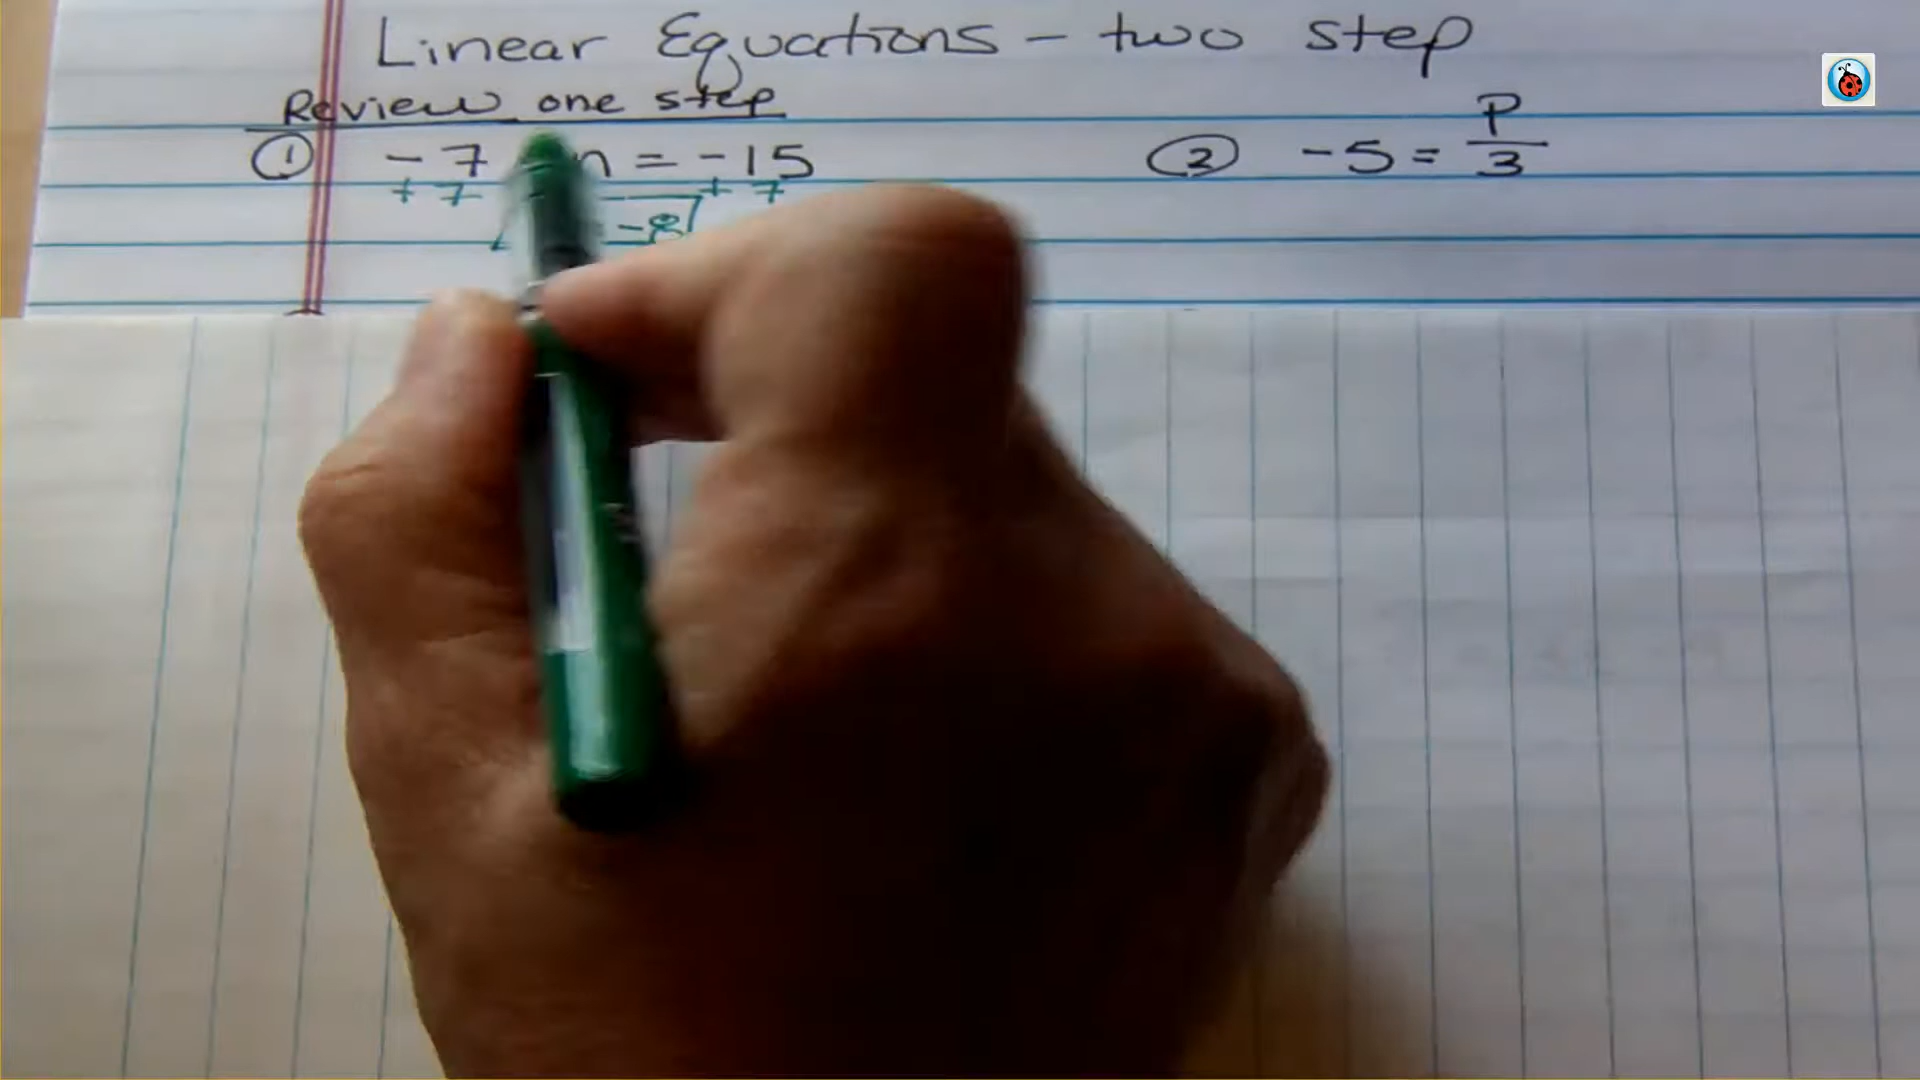 Linear Equations - two step
Review one step
① - 7 n = - 15
+ 7 + 7
-8
② - 5 = P/3